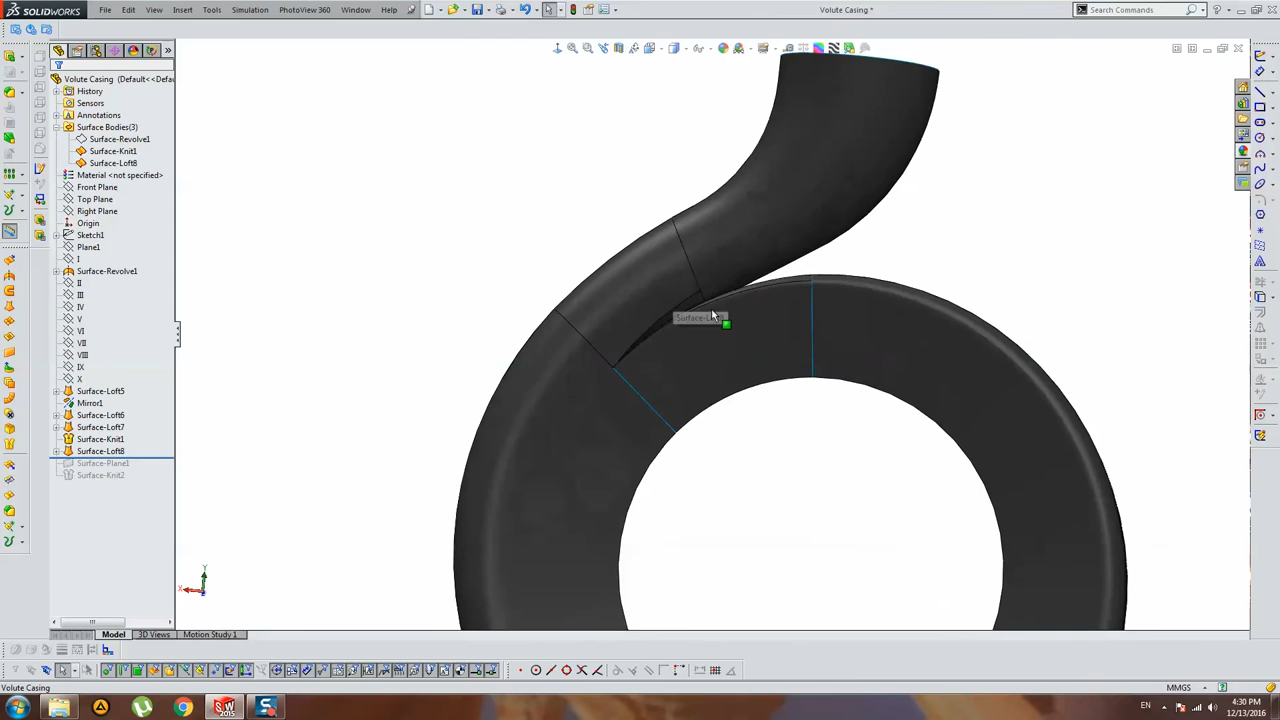 SOLIDWORKS
File Edit View Insert Tools Simulation PhotoView 360 Window Help
Volute Casing *
Search Commands
Volute Casing (Default<<Defau
History
Sensors
Annotations
Surface Bodies(3)
Surface-Revolve1
Surface-Knit1
Surface-Loft8
Material <not specified>
Front Plane
Top Plane
Right Plane
Origin
Sketch1
Plane1
I
Surface-Revolve1
II
III
IV
V
VI
VII
VIII
IX
X
Surface-Loft5
Mirror1
Surface-Loft6
Surface-Loft7
Surface-Knit1
Surface-Loft8
Surface-Plane1
Surface-Knit2
Y
X
Model 3D Views Motion Study 1
Volute Casing
MMGS
SW
2015
EN
4:30 PM
12/13/2016